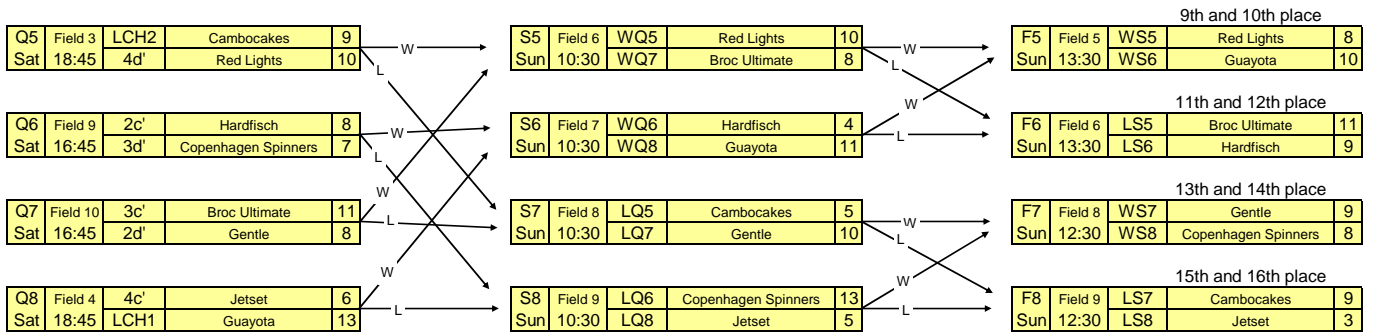 9th and 10th place
Q5 Field 3 LCH2 Cambocakes 9 W S5 Field 6 WQ5 Red Lights 10 W F5 Field 5 WS5 Red Lights 8
Sat 18:45 4d' Red Lights 10 L Sun 10:30 WQ7 Broc Ultimate 8 L Sun 13:30 WS6 Guayota 10
W
11th and 12th place
Q6 Field 9 2c' Hardfisch 8 W S6 Field 7 WQ6 Hardfisch 4 L F6 Field 6 LS5 Broc Ultimate 11
Sat 16:45 3d' Copenhagen Spinners 7 L Sun 10:30 WQ8 Guayota 11 Sun 13:30 LS6 Hardfisch 9
W
13th and 14th place
Q7 Field 10 3c' Broc Ultimate 11 L S7 Field 8 LQ5 Cambocakes 5 W F7 Field 8 WS7 Gentle 9
Sat 16:45 2d' Gentle 8 Sun 10:30 LQ7 Gentle 10 L Sun 12:30 WS8 Copenhagen Spinners 8
W W
15th and 16th place
Q8 Field 4 4c' Jetset 6 L S8 Field 9 LQ6 Copenhagen Spinners 13 L F8 Field 9 LS7 Cambocakes 9
Sat 18:45 LCH1 Guayota 13 Sun 10:30 LQ8 Jetset 5 Sun 12:30 LS8 Jetset 3